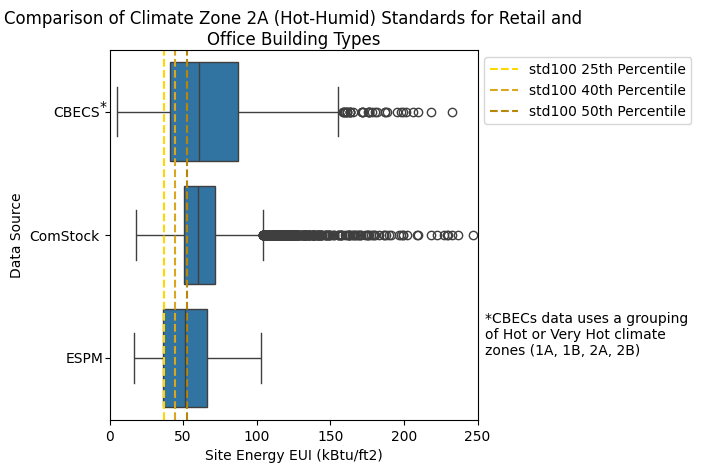 Comparison of Climate Zone 2A (Hot-Humid) Standards for Retail and
Office Building Types
std100 25th Percentile
std100 40th Percentile
std100 50th Percentile
CBECS*
ComStock
ESPM
Data Source
*CBECs data uses a grouping
of Hot or Very Hot climate
zones (1A, 1B, 2A, 2B)
0 50 100 150 200 250
Site Energy EUI (kBtu/ft2)